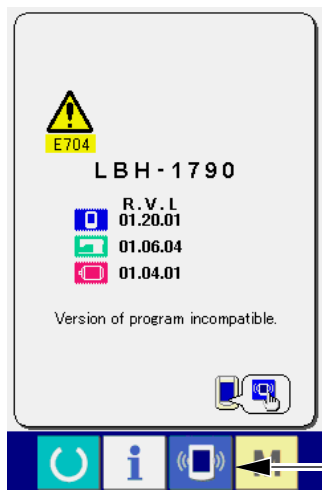 E704
LBH-1790
R.V.L
01.20.01
01.06.04
01.04.01
Version of program incompatible.
i
M